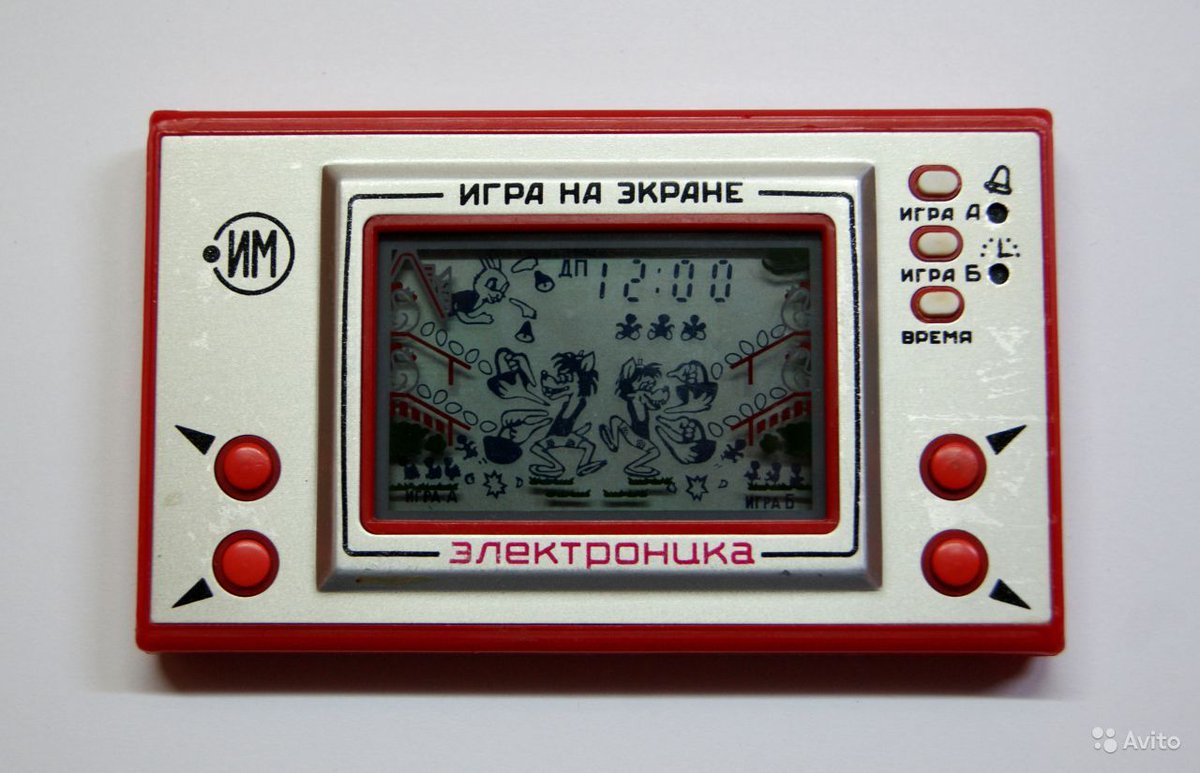 ИГРА НА ЭКРАНЕ
ИМ
ИГРА А
ИГРА Б
ВРЕМЯ
ДП 12:00
ИГРА А
ИГРА Б
электроника
Avito